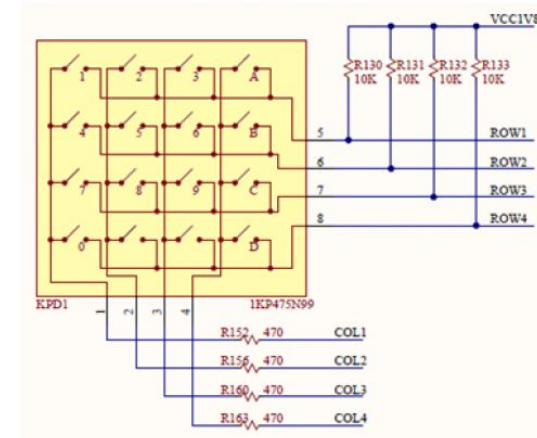 VCC1V8
R130 R131 R132 R133
10K 10K 10K 10K
1 2 3 A
5 ROW1
4 5 6 B
6 ROW2
7 8 9 C
7 ROW3
8 ROW4
0 D
KPD1 1KP475N99
1 2 3 4
R152 470 COL1
R156 470 COL2
R160 470 COL3
R163 470 COL4